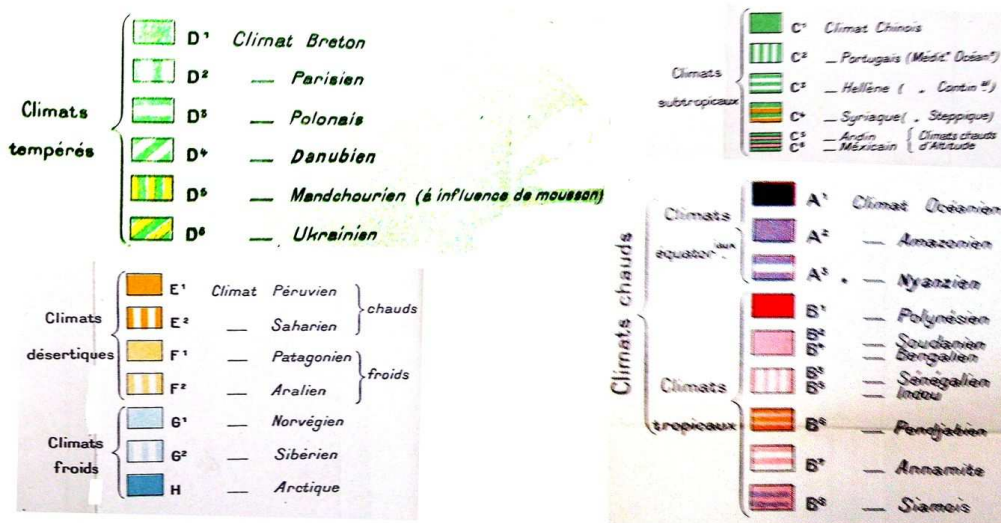 Climats tempérés
D¹ Climat Breton
D² — Parisien
D³ — Polonais
D⁴ — Danubien
D⁵ — Mandchourien (á influence de mousson)
D⁶ — Ukrainien
Climats désertiques
E¹ Climat Péruvien
E² — Saharien
chauds
F¹ — Patagonien
F² — Aralien
froids
Climats froids
G¹ — Norvégien
G² — Sibérien
H — Arctique
Climats subtropicaux
C¹ Climat Chinois
C² — Portugais (Médit. Océan.)
C³ — Hellène ( „ Contin.al)
C⁴ — Syriaque ( „ Steppique)
C⁵ — Andin
C⁶ — Méxicain
Climats chauds d'Altitude
Climats chauds
Climats équator.iaux
A¹ Climat Océanien
A² — Amazonien
A³ — Nyanzien
Climats tropicaux
B¹ — Polynésien
B² — Soudanien
B⁴ — Bengalien
B³ — Sénégalien
B⁵ — Indou
B⁶ — Pendjabien
B⁷ — Annamite
B⁸ — Siamois